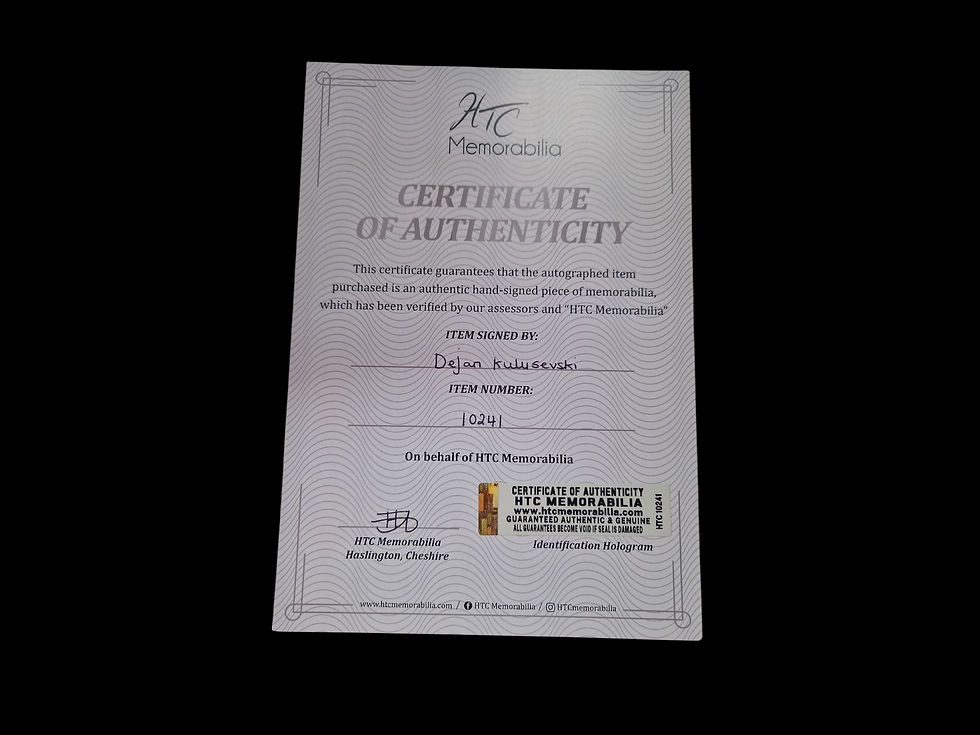 HTC
Memorabilia
CERTIFICATE
OF AUTHENTICITY
This certificate guarantees that the autographed item
purchased is an authentic hand-signed piece of memorabilia,
which has been verified by our assessors and "HTC Memorabilia"
ITEM SIGNED BY:
Dejan Kulusevski
ITEM NUMBER:
10241
On behalf of HTC Memorabilia
CERTIFICATE OF AUTHENTICITY
HTC MEMORABILIA
www.htcmemorabilia.com
GUARANTEED AUTHENTIC & GENUINE
ALL GUARANTEES BECOME VOID IF SEAL IS DAMAGED
HTC 10241
HTC Memorabilia
Haslington, Cheshire
Identification Hologram
www.htcmemorabilia.com / HTC Memorabilia / HTCmemorabilia